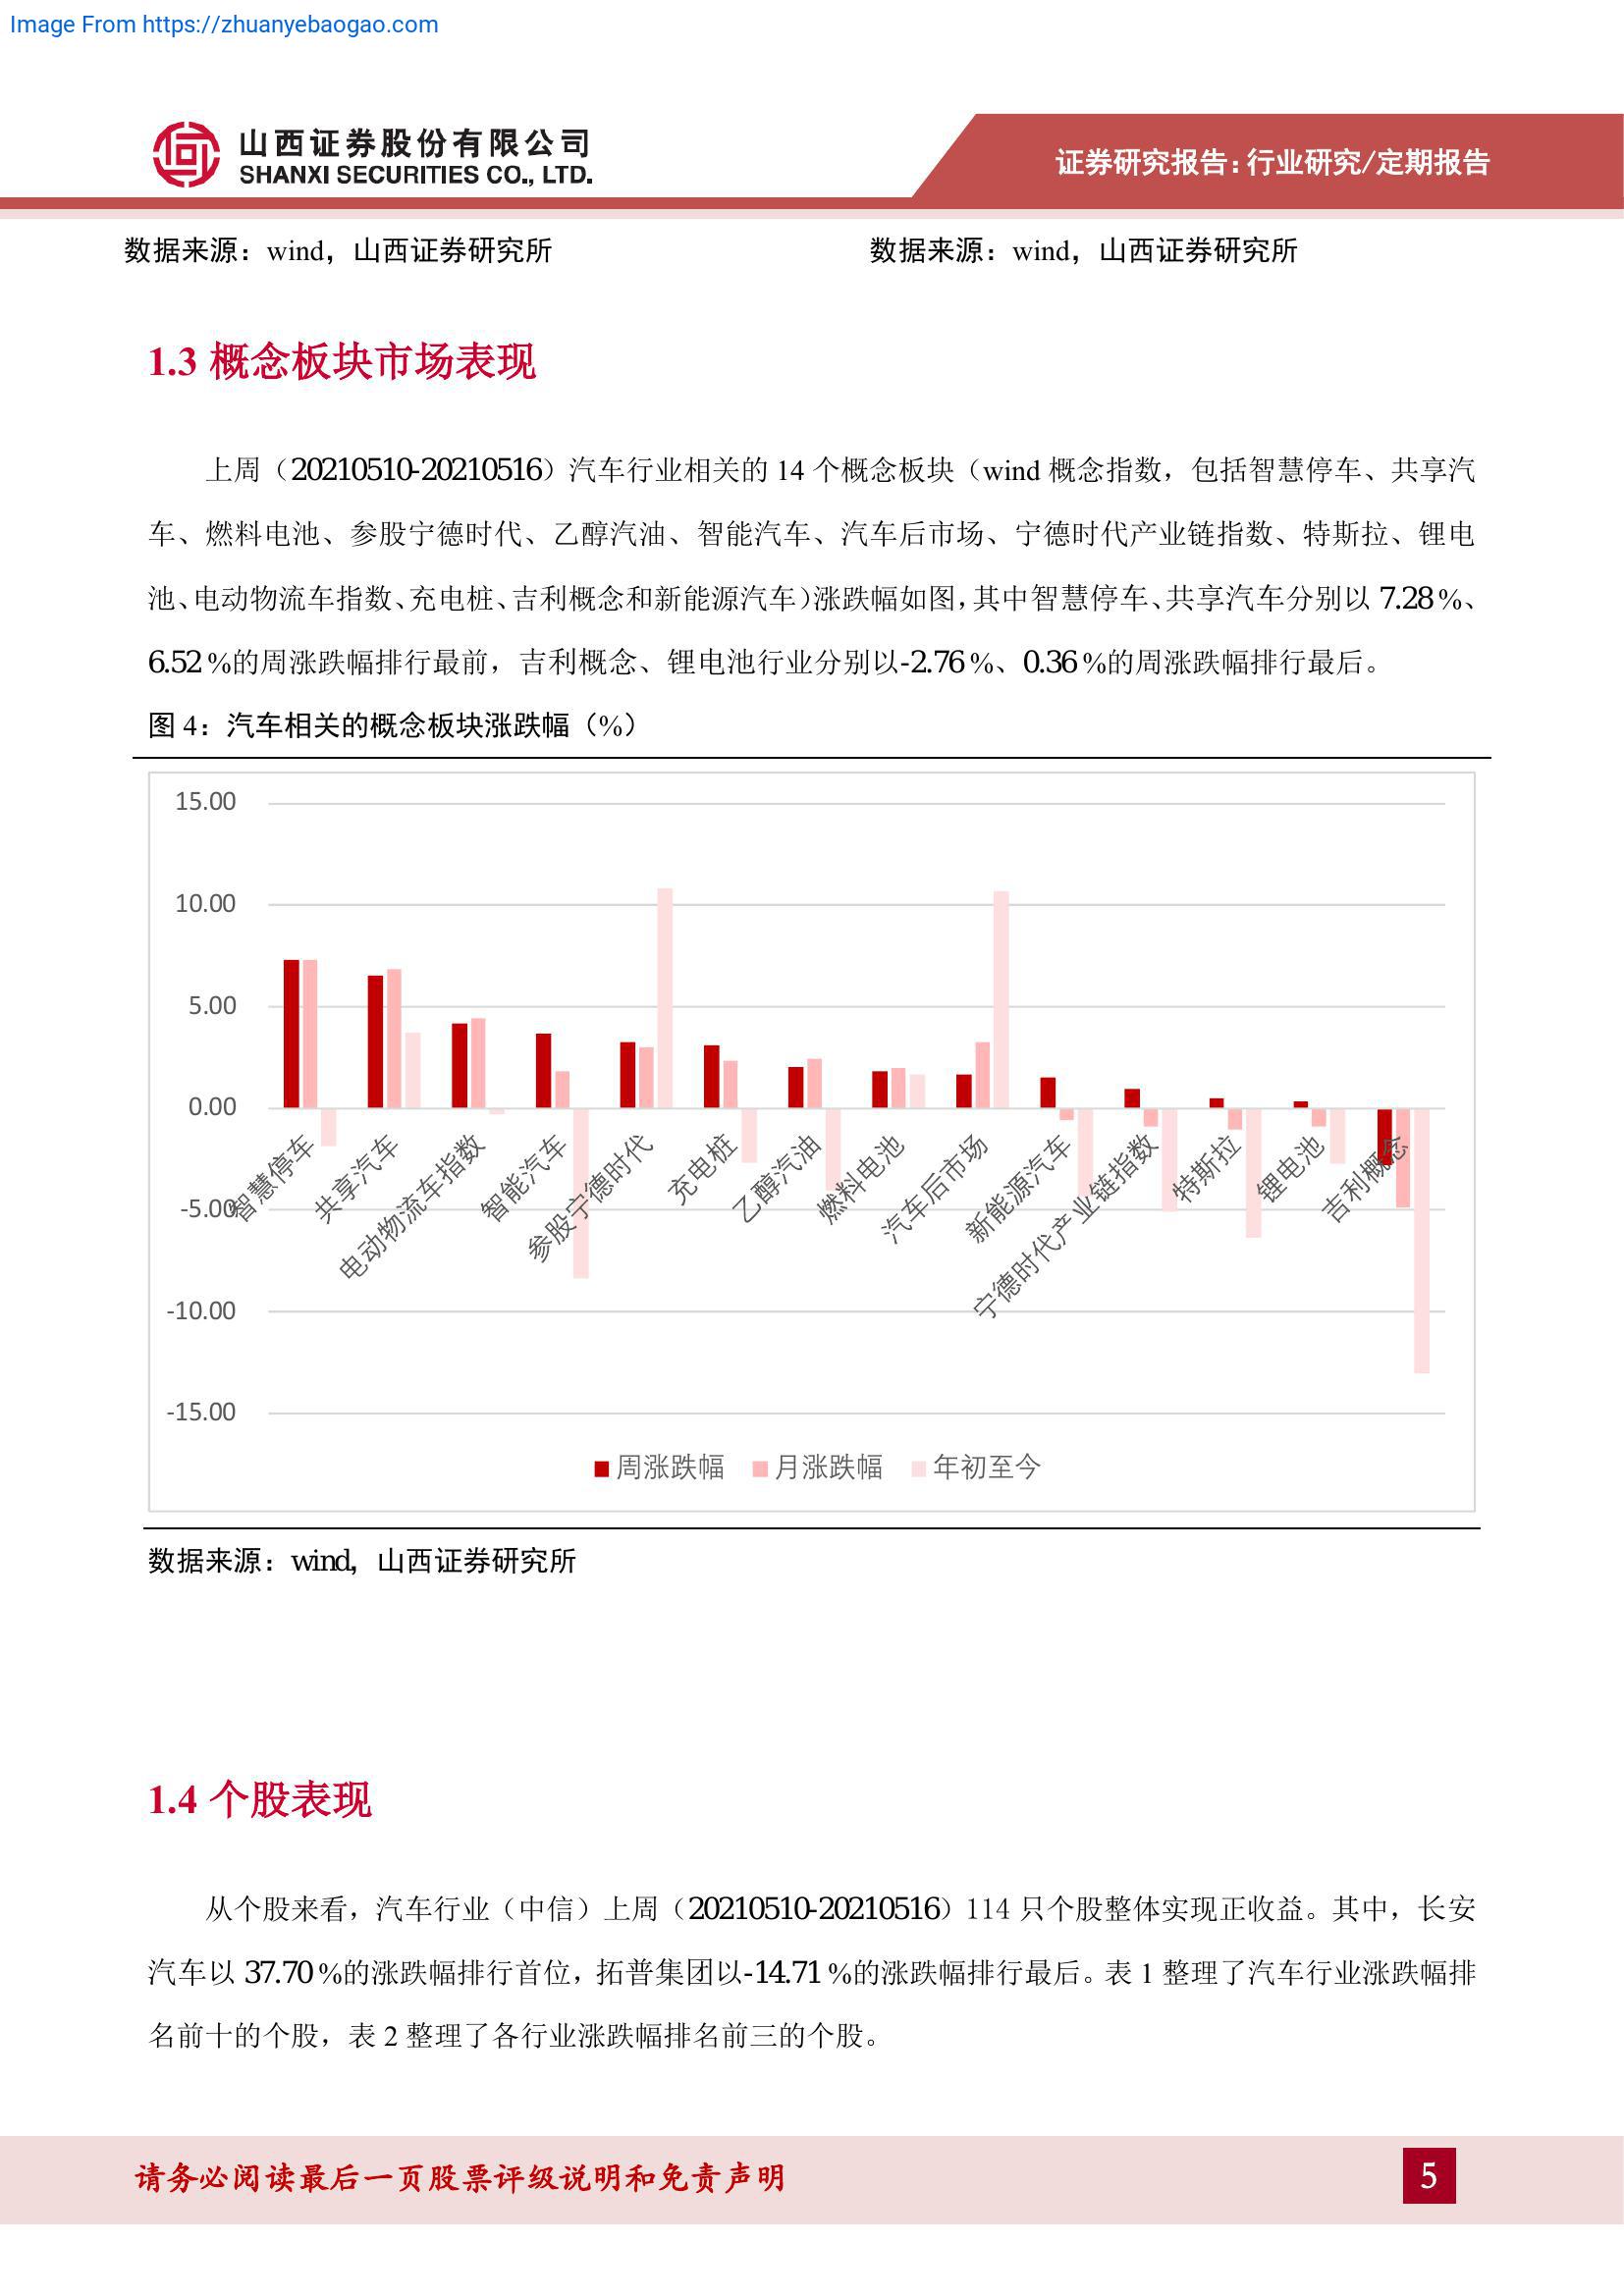 Image From https://zhuanyebaogao.com
山西证券股份有限公司
SHANXI SECURITIES CO., LTD.
证券研究报告:行业研究/定期报告
数据来源：wind，山西证券研究所
数据来源：wind，山西证券研究所
1.3 概念板块市场表现
上周（20210510-20210516）汽车行业相关的 14 个概念板块（wind 概念指数，包括智慧停车、共享汽
车、燃料电池、参股宁德时代、乙醇汽油、智能汽车、汽车后市场、宁德时代产业链指数、特斯拉、锂电
池、电动物流车指数、充电桩、吉利概念和新能源汽车）涨跌幅如图，其中智慧停车、共享汽车分别以 7.28%、
6.52%的周涨跌幅排行最前，吉利概念、锂电池行业分别以-2.76%、0.36%的周涨跌幅排行最后。
图 4：汽车相关的概念板块涨跌幅（%）
15.00
10.00
5.00
0.00
-5.00
-10.00
-15.00
智慧停车
共享汽车
电动物流车指数
智能汽车
参股宁德时代
充电桩
乙醇汽油
燃料电池
汽车后市场
新能源汽车
宁德时代产业链指数
特斯拉
锂电池
吉利概念
周涨跌幅 月涨跌幅 年初至今
数据来源：wind，山西证券研究所
1.4 个股表现
从个股来看，汽车行业（中信）上周（20210510-20210516）114 只个股整体实现正收益。其中，长安
汽车以 37.70%的涨跌幅排行首位，拓普集团以-14.71%的涨跌幅排行最后。表 1 整理了汽车行业涨跌幅排
名前十的个股，表 2 整理了各行业涨跌幅排名前三的个股。
请务必阅读最后一页股票评级说明和免责声明
5